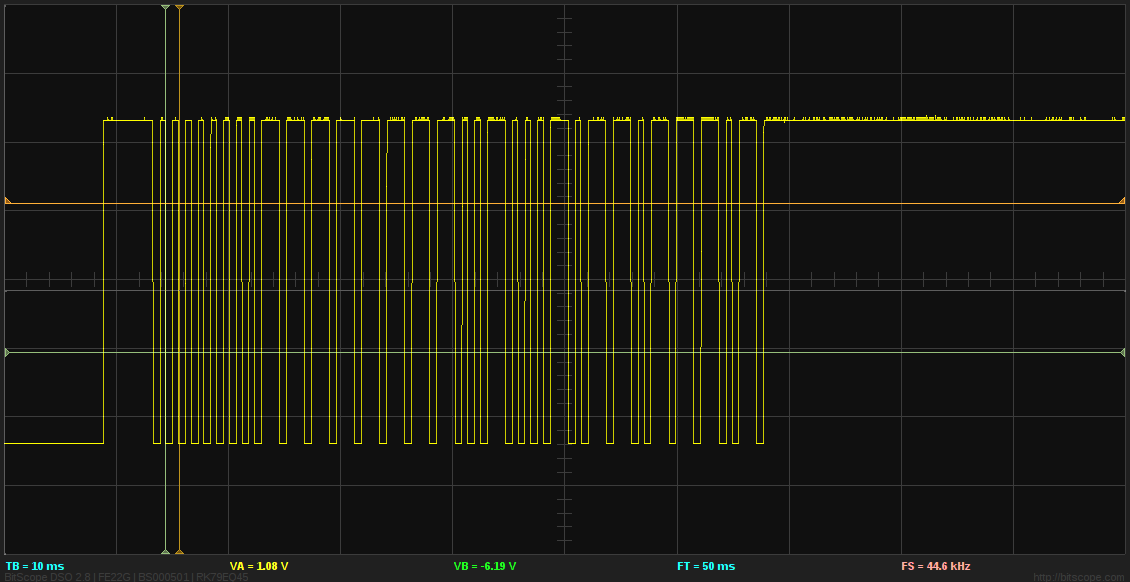 TB = 10 ms VA = 1.08 V VB = -6.19 V FT = 50 ms FS = 44.6 kHz
BitScope DSO 2.8 | FE22G | BS000501 | PK79EO45 http://bitscope.com